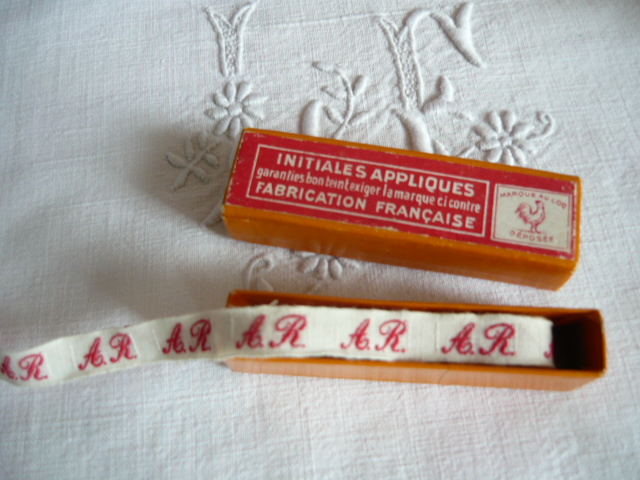 INITIALES APPLIQUES
garanties bon teint exiger la marque ci contre
FABRICATION FRANÇAISE
MARQUE AU COQ
DÉPOSÉE
A.R. A.R. A.R. A.R. A.R. A.R.